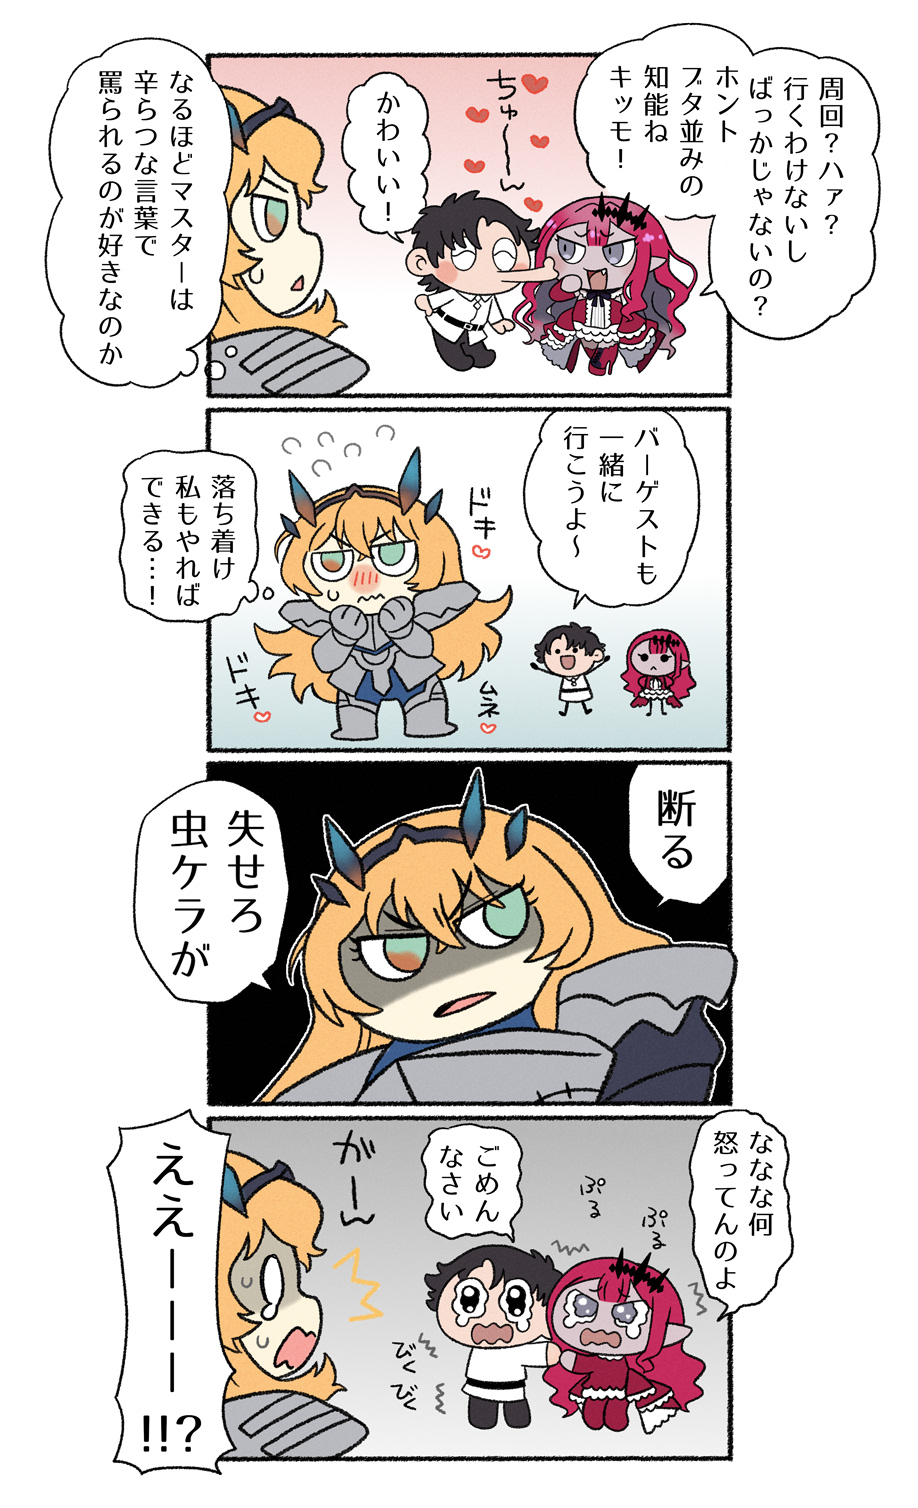 周回？ハァ？
行くわけないし
ばっかじゃないの？
ホント
ブタ並みの
知能ね
キッモ！
ちゅ〜〜ん
かわいい！
なるほどマスターは
辛らつな言葉で
罵られるのが好きなのか
バーゲストも
一緒に
行こうよ〜
ドキ
ムネ
落ち着け
私もやれば
できる…！
ドキ
断る
失せろ
虫ケラが
ななな何
怒ってんのよ
ぷる
ぷる
ごめん
なさい
びく
びく
がーん
ええーーー!!?